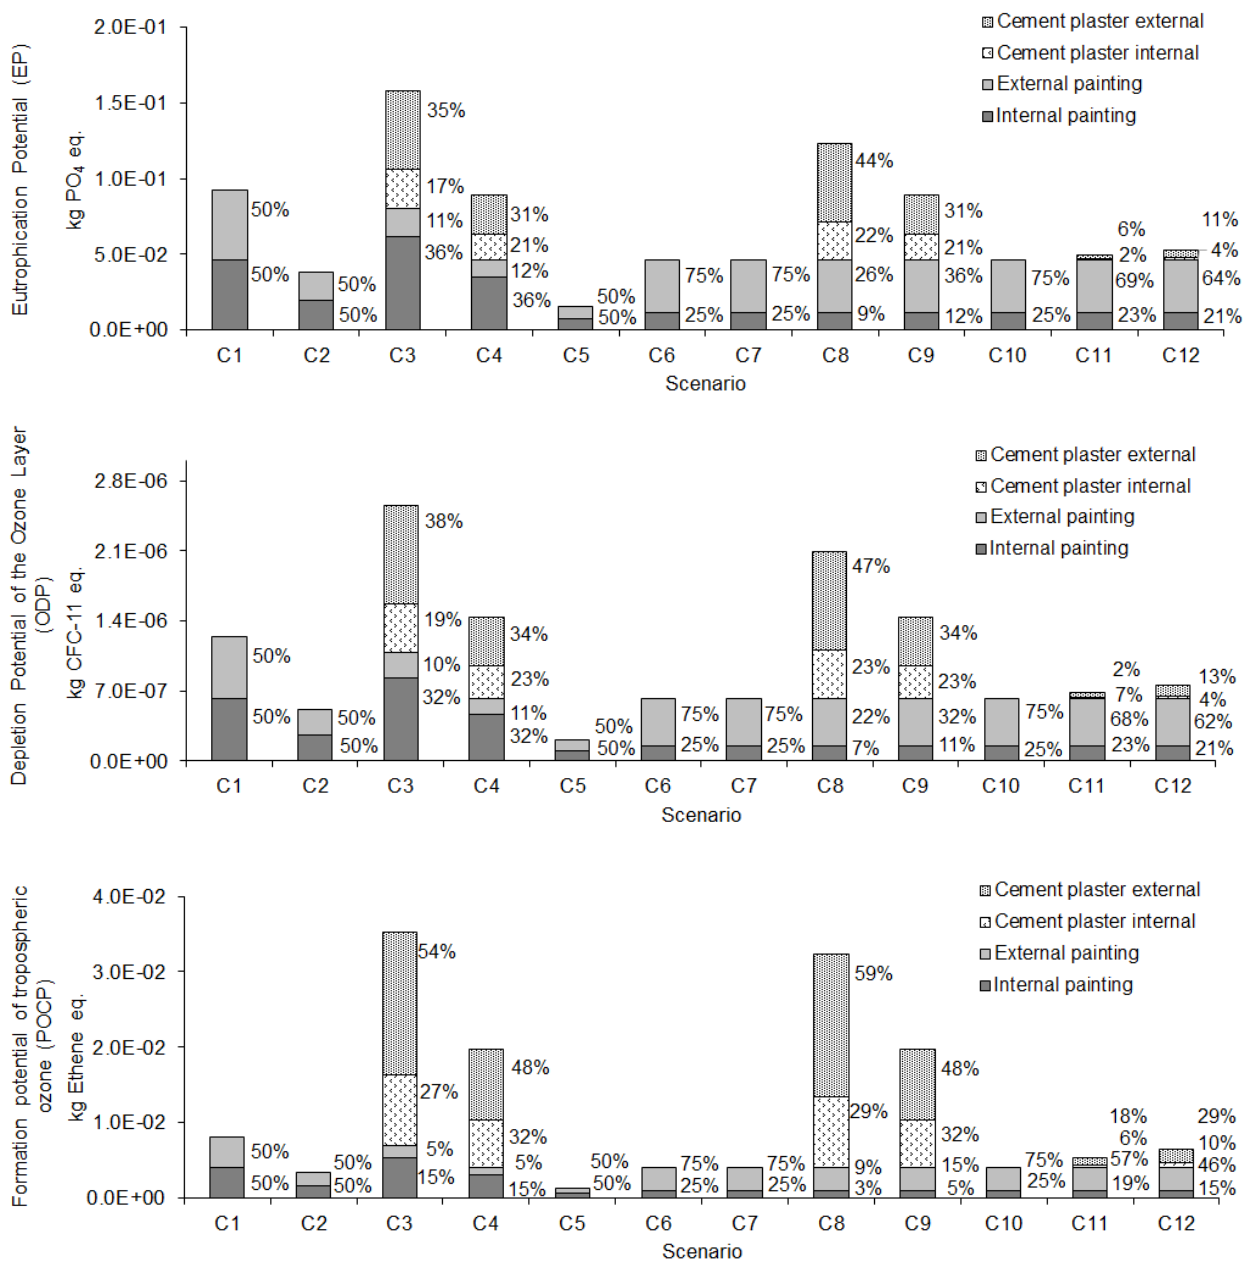 Eutrophication Potential (EP)
kg PO4 eq.
2.0E-01
1.5E-01
1.0E-01
5.0E-02
0.0E+00
Cement plaster external
Cement plaster internal
External painting
Internal painting
50%
50%
50%
50%
35%
17%
11%
36%
31%
21%
12%
36%
50%
50%
75%
25%
75%
25%
44%
22%
26%
9%
31%
21%
36%
12%
75%
25%
6%
2%
69%
23%
11%
4%
64%
21%
C1 C2 C3 C4 C5 C6 C7 C8 C9 C10 C11 C12
Scenario
Depletion Potential of the Ozone Layer
(ODP)
kg CFC-11 eq.
2.8E-06
2.1E-06
1.4E-06
7.0E-07
0.0E+00
Cement plaster external
Cement plaster internal
External painting
Internal painting
50%
50%
50%
50%
38%
19%
10%
32%
34%
23%
11%
32%
50%
50%
75%
25%
75%
25%
47%
23%
22%
7%
34%
23%
32%
11%
75%
25%
2%
7%
68%
23%
13%
4%
62%
21%
C1 C2 C3 C4 C5 C6 C7 C8 C9 C10 C11 C12
Scenario
Formation potential of tropospheric
ozone (POCP)
kg Ethene eq.
4.0E-02
3.0E-02
2.0E-02
1.0E-02
0.0E+00
Cement plaster external
Cement plaster internal
External painting
Internal painting
50%
50%
50%
50%
54%
27%
5%
15%
48%
32%
5%
15%
50%
50%
75%
25%
75%
25%
59%
29%
9%
3%
48%
32%
15%
5%
75%
25%
18%
6%
57%
19%
29%
10%
46%
15%
C1 C2 C3 C4 C5 C6 C7 C8 C9 C10 C11 C12
Scenario